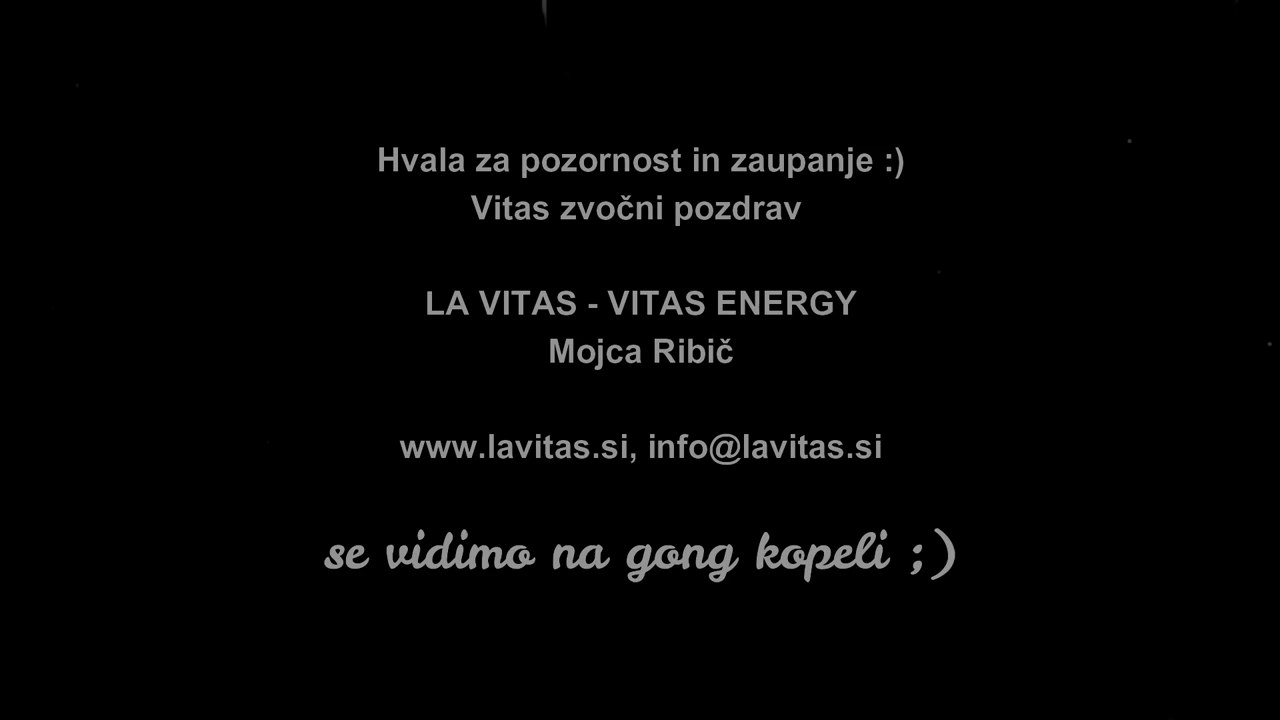 Hvala za pozornost in zaupanje :)
Vitas zvočni pozdrav
LA VITAS - VITAS ENERGY
Mojca Ribič
www.lavitas.si, info@lavitas.si
se vidimo na gong kopeli ;)